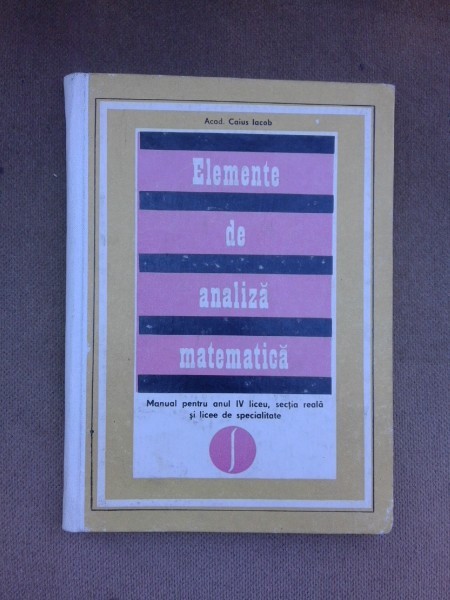 Acad. Caius Iacob
Elemente
de
analiză
matematică
Manual pentru anul IV liceu, secția reală
și licee de specialitate
∫